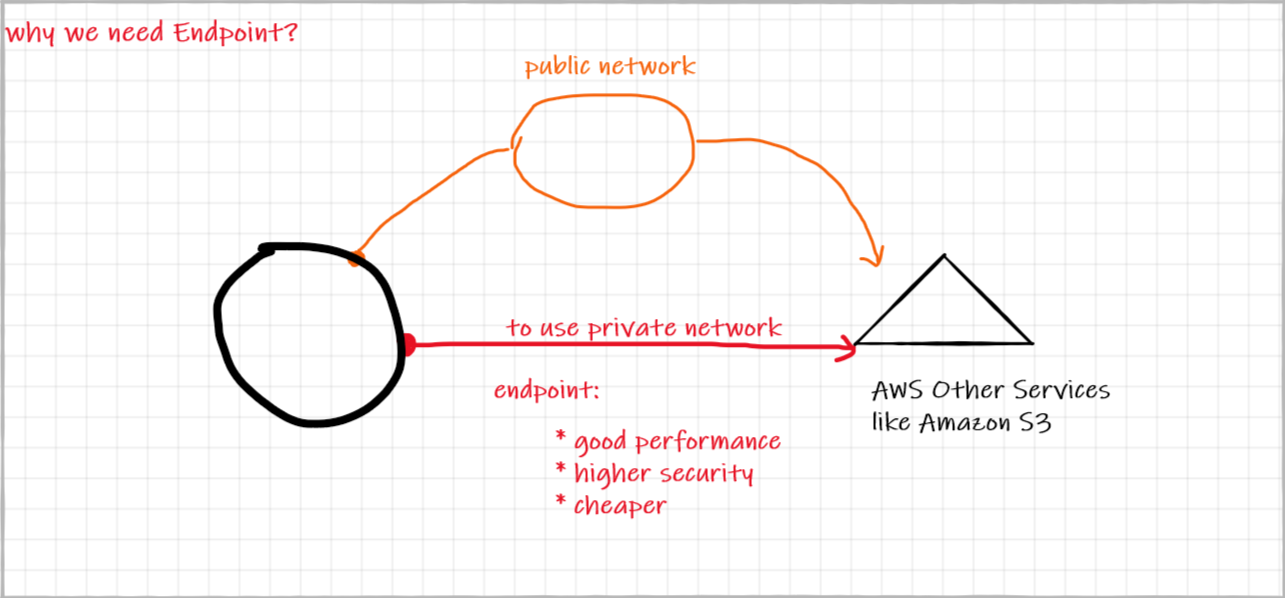 why we need Endpoint?
public network
to use private network
endpoint:
* good performance
* higher security
* cheaper
AWS Other Services
like Amazon S3